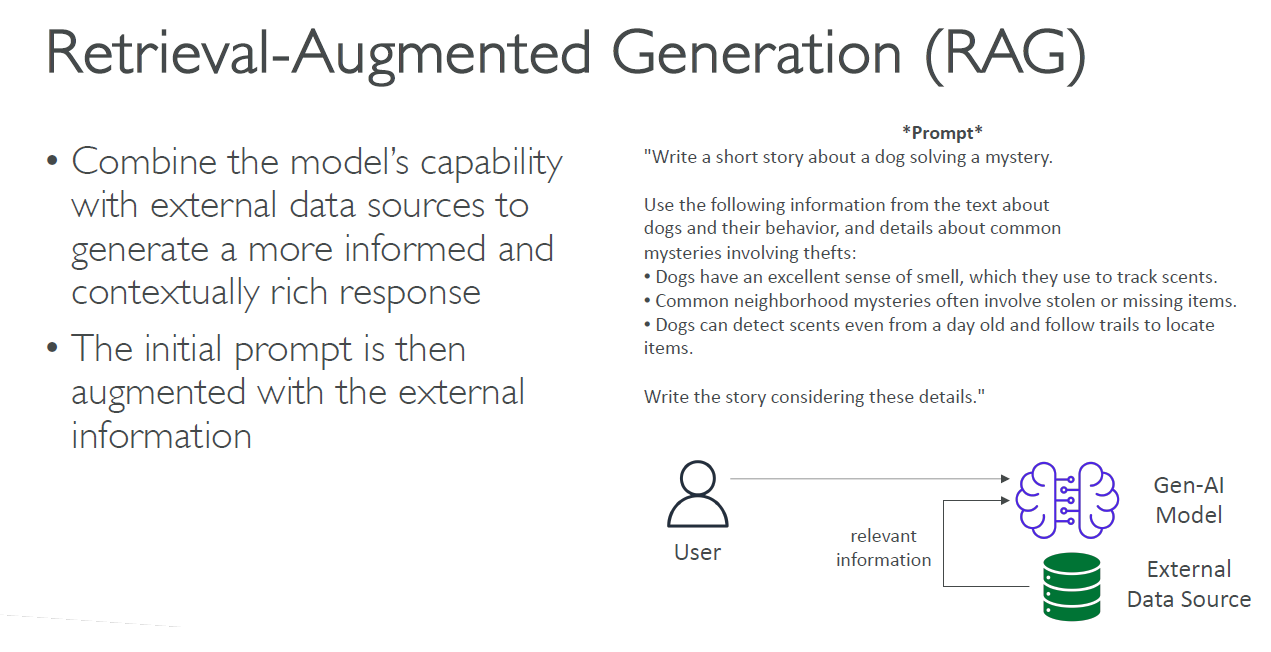 Retrieval-Augmented Generation (RAG)
• Combine the model’s capability
with external data sources to
generate a more informed and
contextually rich response
• The initial prompt is then
augmented with the external
information
*Prompt*
"Write a short story about a dog solving a mystery.
Use the following information from the text about
dogs and their behavior, and details about common
mysteries involving thefts:
• Dogs have an excellent sense of smell, which they use to track scents.
• Common neighborhood mysteries often involve stolen or missing items.
• Dogs can detect scents even from a day old and follow trails to locate
items.
Write the story considering these details."
User
relevant
information
Gen-AI
Model
External
Data Source